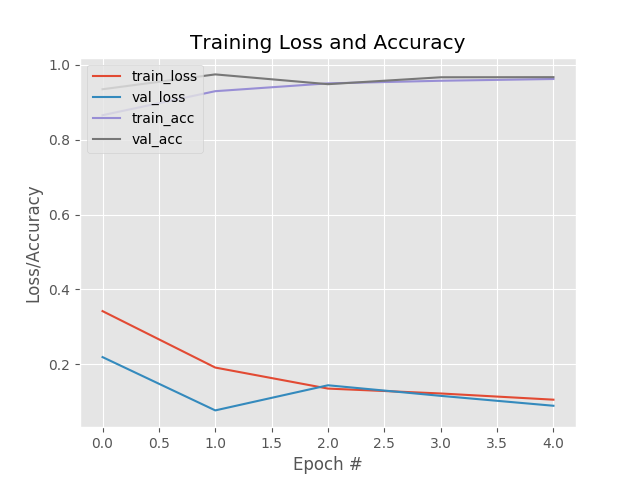 Training Loss and Accuracy
train_loss
val_loss
train_acc
val_acc
1.0
0.8
0.6
0.4
0.2
Loss/Accuracy
0.0 0.5 1.0 1.5 2.0 2.5 3.0 3.5 4.0
Epoch #